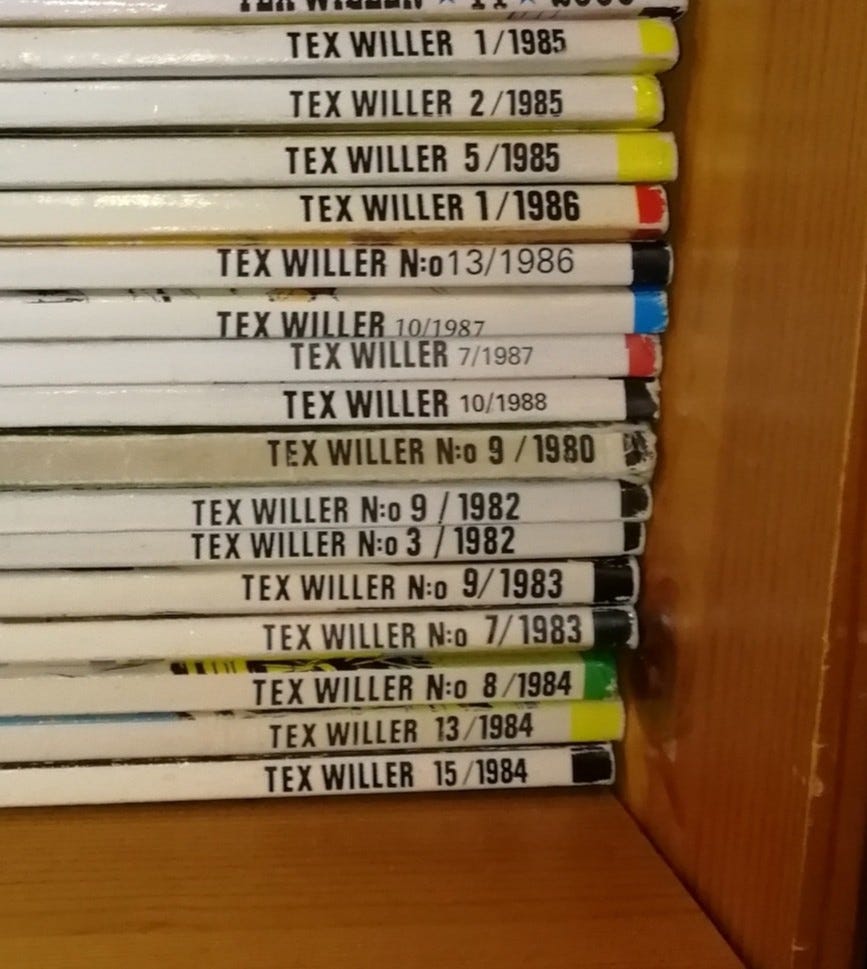 TEX WILLER
TEX WILLER 1/1985
TEX WILLER 2/1985
TEX WILLER 5/1985
TEX WILLER 1/1986
TEX WILLER N:o 13/1986
TEX WILLER 10/1987
TEX WILLER 7/1987
TEX WILLER 10/1988
TEX WILLER N:o 9 / 1980
TEX WILLER N:o 9 / 1982
TEX WILLER N:o 3 / 1982
TEX WILLER N:o 9/1983
TEX WILLER N:o 7/1983
TEX WILLER N:o 8/1984
TEX WILLER 13/1984
TEX WILLER 15/1984